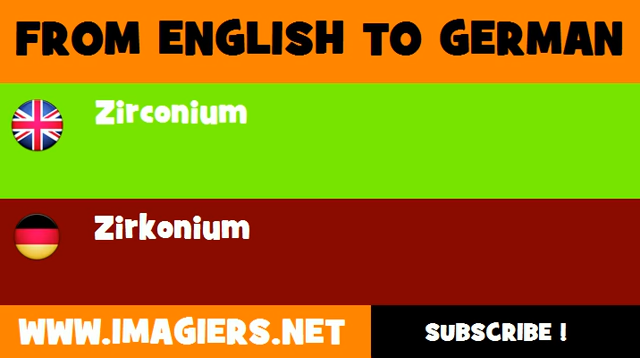 FROM ENGLISH TO GERMAN
Zirconium
Zirkonium
WWW.IMAGIERS.NET
SUBSCRIBE !